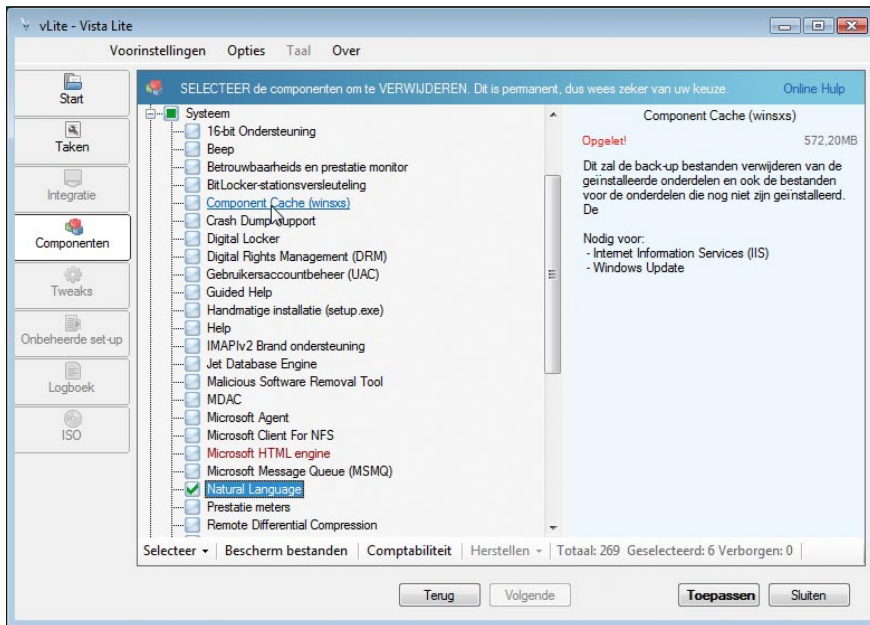 vLite - Vista Lite
Voorinstellingen Opties Taal Over
Start
Taken
Integratie
Componenten
Tweaks
Onbeheerde set-up
Logboek
ISO
SELECTEER de componenten om te VERWIJDEREN. Dit is permanent, dus wees zeker van uw keuze. Online Hulp
Systeem
16-bit Ondersteuning
Beep
Betrouwbaarheids en prestatie monitor
BitLocker-stationsversleuteling
Component Cache (winsxs)
Crash Dump support
Digital Locker
Digital Rights Management (DRM)
Gebruikersaccountbeheer (UAC)
Guided Help
Handmatige installatie (setup.exe)
Help
IMAPIv2 Brand ondersteuning
Jet Database Engine
Malicious Software Removal Tool
MDAC
Microsoft Agent
Microsoft Client For NFS
Microsoft HTML engine
Microsoft Message Queue (MSMQ)
Natural Language
Prestatie meters
Remote Differential Compression
Component Cache (winsxs)
Opgelet! 572,20MB
Dit zal de back-up bestanden verwijderen van de
geïnstalleerde onderdelen en ook de bestanden
voor de onderdelen die nog niet zijn geïnstalleerd.
De
Nodig voor:
- Internet Information Services (IIS)
- Windows Update
Selecteer Bescherm bestanden Comptabiliteit Herstellen Totaal: 269 Geselecteerd: 6 Verborgen: 0
Terug Volgende Toepassen Sluiten